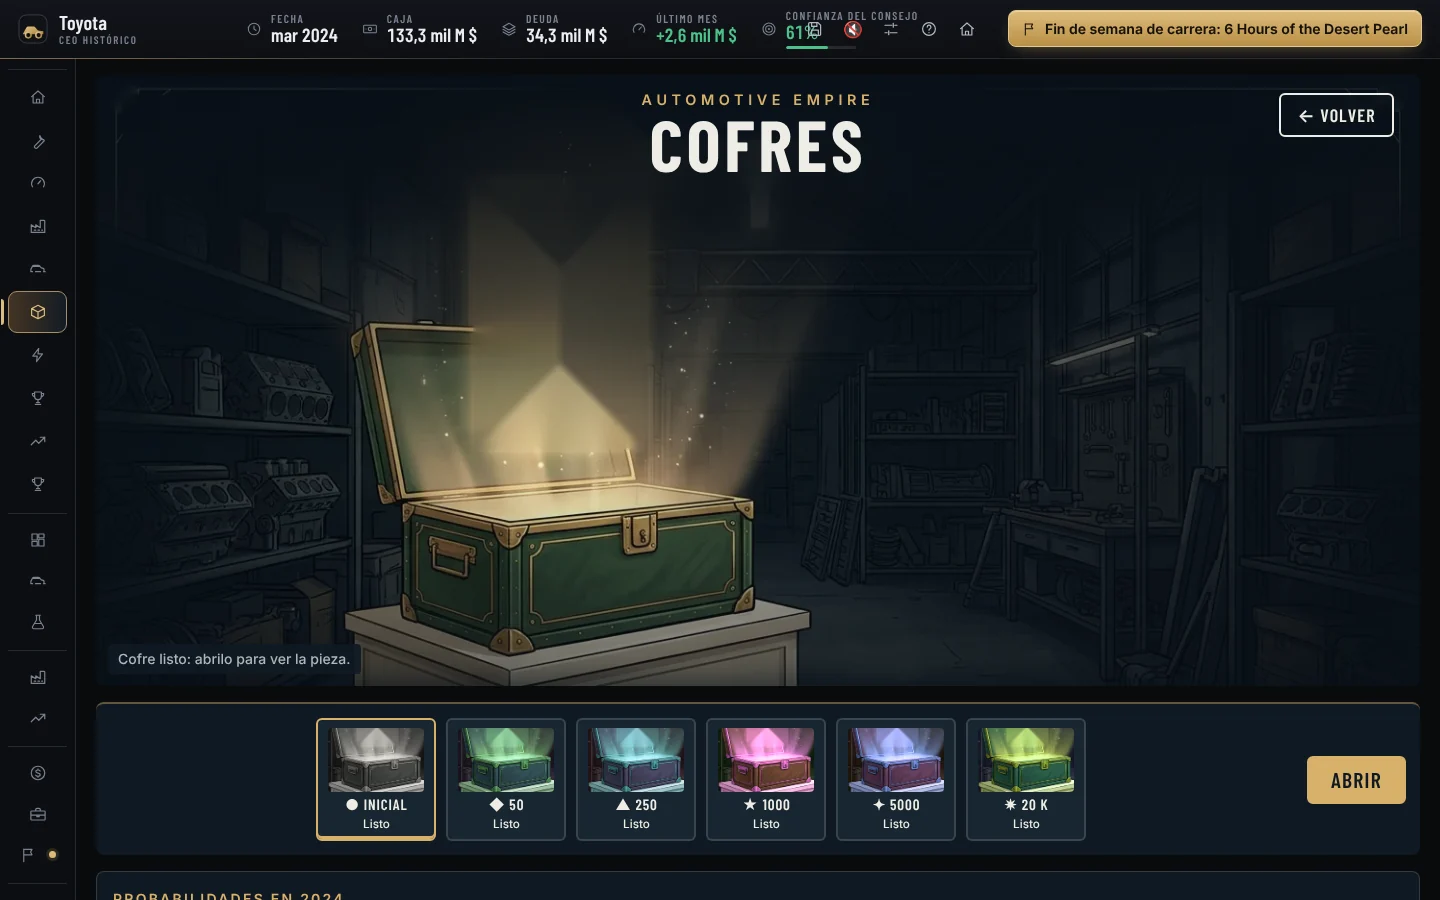 Toyota
CEO HISTÓRICO
FECHA
mar 2024
CAJA
133,3 mil M $
DEUDA
34,3 mil M $
ÚLTIMO MES
+2,6 mil M $
CONFIANZA DEL CONSEJO
61%
Fin de semana de carrera: 6 Hours of the Desert Pearl
AUTOMOTIVE EMPIRE
COFRES
← VOLVER
Cofre listo: abrilo para ver la pieza.
● INICIAL
Listo
◆ 50
Listo
▲ 250
Listo
★ 1000
Listo
✦ 5000
Listo
✷ 20 K
Listo
ABRIR
PROBABILIDADES EN 2024